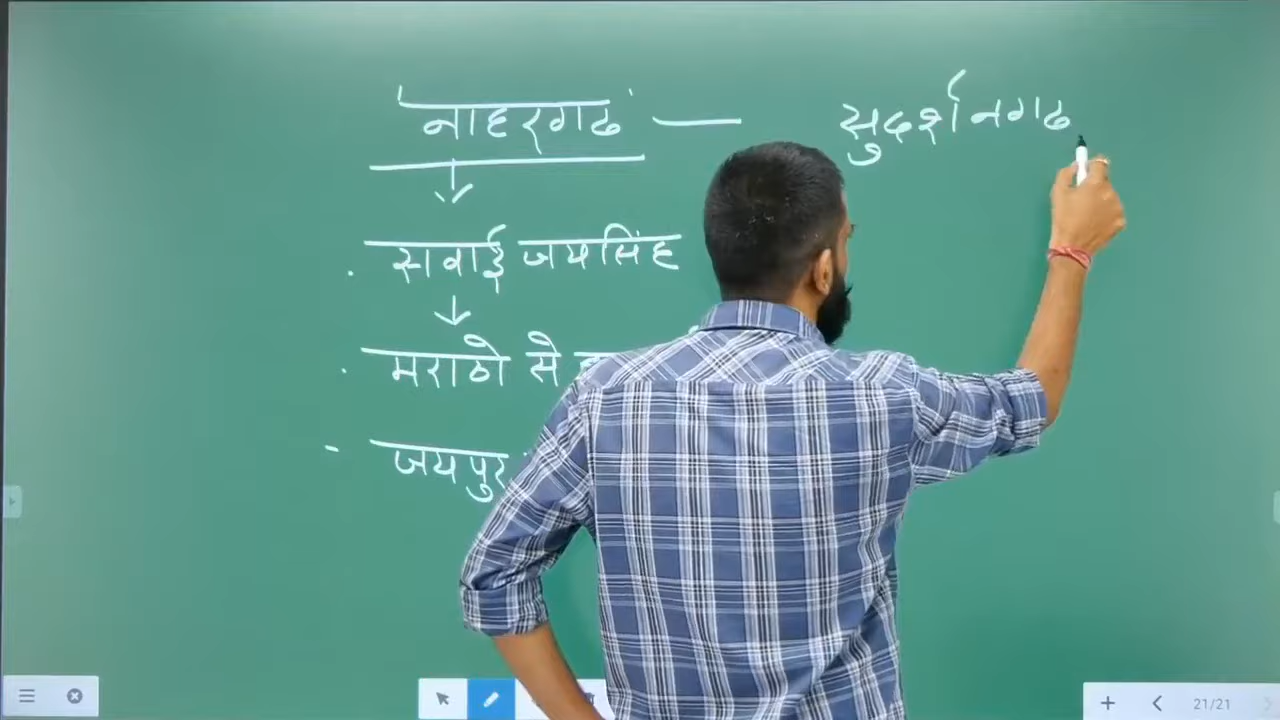 नाहरगढ — सुदर्शनगढ
सवाई जयसिंह
मराठो से
जयपुर
21/21